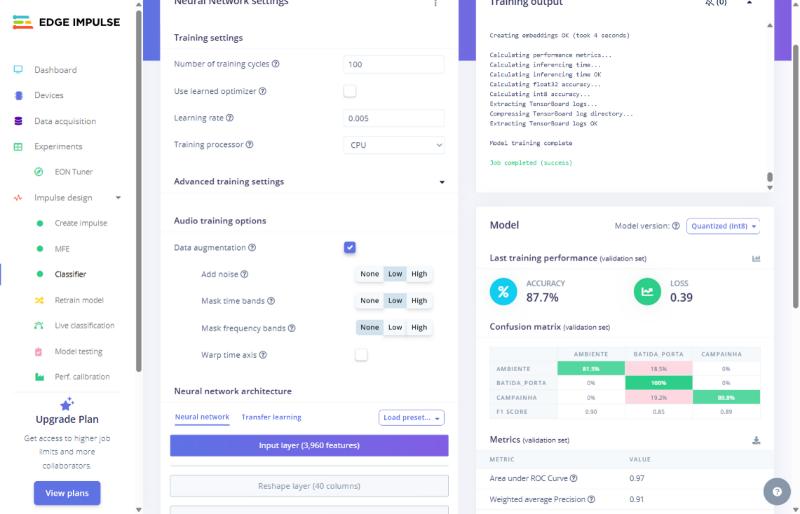 EDGE IMPULSE
Dashboard
Devices
Data acquisition
Experiments
EON Tuner
Impulse design
Create impulse
MFE
Classifier
Retrain model
Live classification
Model testing
Perf. calibration
Upgrade Plan
Get access to higher job
limits and more
collaborators.
View plans
Neural Network settings
Training settings
Number of training cycles
100
Use learned optimizer
Learning rate
0.005
Training processor
CPU
Advanced training settings
Audio training options
Data augmentation
Add noise
None Low High
Mask time bands
None Low High
Mask frequency bands
None Low High
Warp time axis
Neural network architecture
Neural network Transfer learning
Load preset...
Input layer (3,960 features)
Reshape layer (40 columns)
Training output
(0)
Creating embeddings OK (took 4 seconds)
Calculating performance metrics...
Calculating inferencing time...
Calculating inferencing time OK
Calculating float32 accuracy...
Calculating int8 accuracy...
Extracting TensorBoard logs...
Compressing TensorBoard log directory...
Extracting TensorBoard logs OK
Model training complete
Job completed (success)
Model
Model version:
Quantized (int8)
Last training performance (validation set)
ACCURACY
87.7%
LOSS
0.39
Confusion matrix (validation set)
AMBIENTE BATIDA_PORTA CAMPAINHA
AMBIENTE 81.5% 18.5% 0%
BATIDA_PORTA 0% 100% 0%
CAMPAINHA 0% 19.2% 80.8%
F1 SCORE 0.90 0.85 0.89
Metrics (validation set)
METRIC VALUE
Area under ROC Curve 0.97
Weighted average Precision 0.91